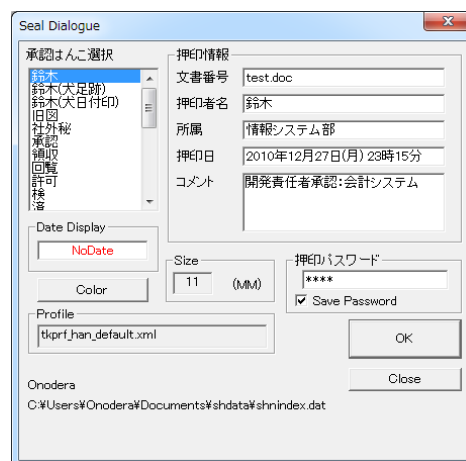 Seal Dialogue
承認はんこ選択
鈴木
鈴木(犬足跡)
鈴木(犬日付印)
旧図
社外秘
承認
領収
回覧
許可
検
済
押印情報
文書番号
test.doc
押印者名
鈴木
所属
情報システム部
押印日
2010年12月27日(月) 23時15分
コメント
開発責任者承認:会計システム
Date Display
NoDate
Color
Size
11
(MM)
押印パスワード
****
Save Password
Profile
tkprf_han_default.xml
OK
Close
Onodera
C:¥Users¥Onodera¥Documents¥shdata¥shnindex.dat